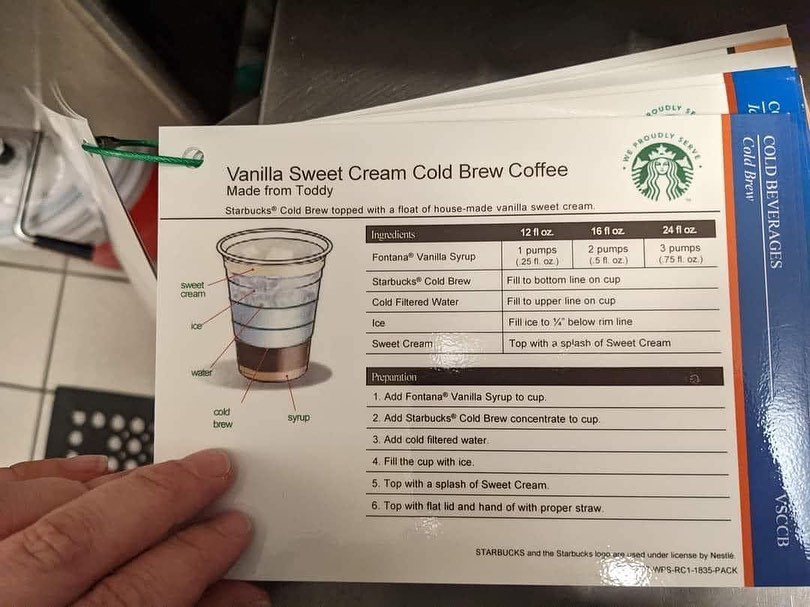 Vanilla Sweet Cream Cold Brew Coffee
Made from Toddy
Starbucks® Cold Brew topped with a float of house-made vanilla sweet cream.
WE PROUDLY SERVE
OUDLY SE
COLD BEVERAGES
Cold Brew
sweet
cream
ice
water
cold
brew
syrup
Ingredients 12 fl oz. 16 fl oz. 24 fl oz.
Fontana® Vanilla Syrup 1 pumps (.25 fl. oz.) 2 pumps (.5 fl. oz.) 3 pumps (.75 fl. oz.)
Starbucks® Cold Brew Fill to bottom line on cup
Cold Filtered Water Fill to upper line on cup
Ice Fill ice to ¼" below rim line
Sweet Cream Top with a splash of Sweet Cream
Preparation
1. Add Fontana® Vanilla Syrup to cup.
2. Add Starbucks® Cold Brew concentrate to cup.
3. Add cold filtered water.
4. Fill the cup with ice.
5. Top with a splash of Sweet Cream.
6. Top with flat lid and hand of with proper straw.
VSCCB
STARBUCKS and the Starbucks logo are used under license by Nestlé.
WPS-RC1-1835-PACK